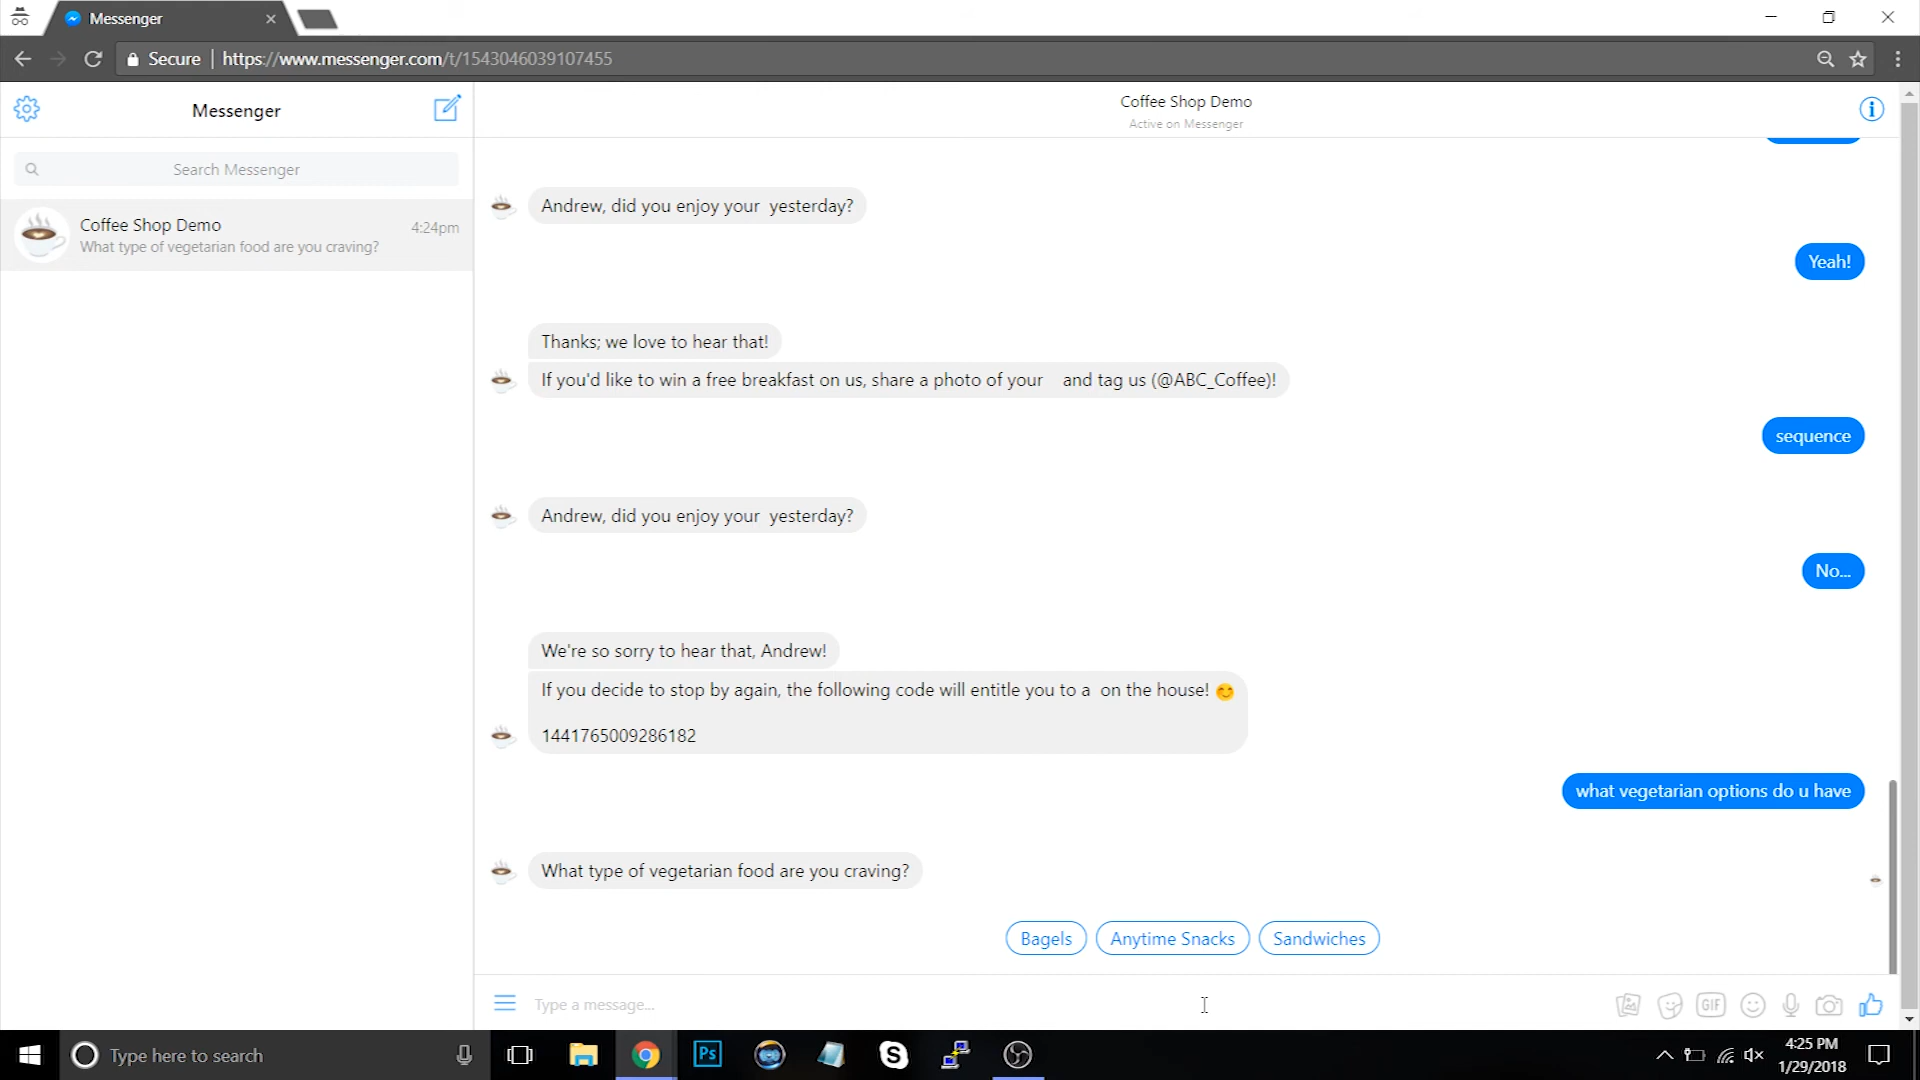 Messenger
Secure | https://www.messenger.com/t/1543046039107455
Messenger
Coffee Shop Demo
Active on Messenger
Search Messenger
Coffee Shop Demo
4:24pm
What type of vegetarian food are you craving?
Andrew, did you enjoy your  yesterday?
Yeah!
Thanks; we love to hear that!
If you'd like to win a free breakfast on us, share a photo of your   and tag us (@ABC_Coffee)!
sequence
Andrew, did you enjoy your  yesterday?
No...
We're so sorry to hear that, Andrew!
If you decide to stop by again, the following code will entitle you to a  on the house! 😊
1441765009286182
what vegetarian options do u have
What type of vegetarian food are you craving?
Bagels
Anytime Snacks
Sandwiches
Type a message...
GIF
Type here to search
Ps
4:25 PM
1/29/2018